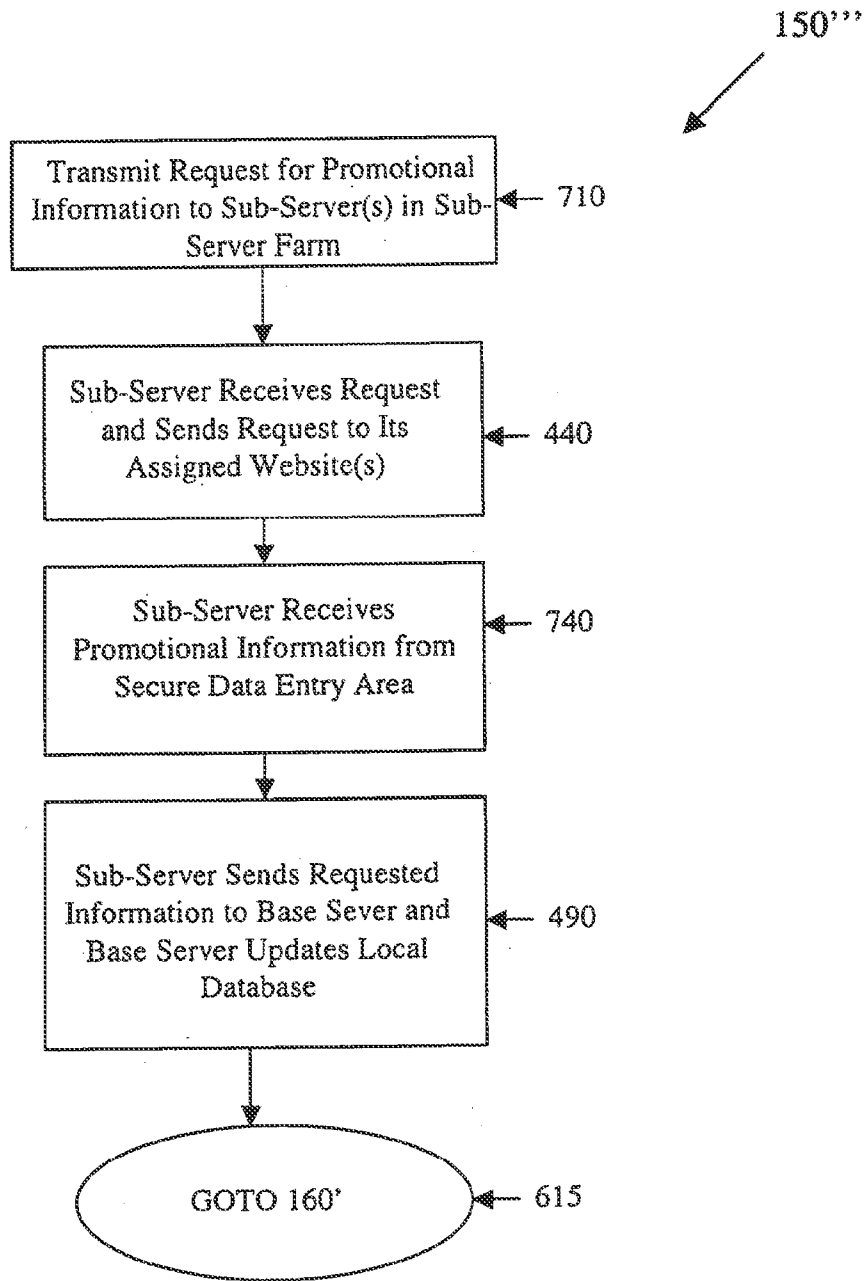 150'''
Transmit Request for Promotional
Information to Sub-Server(s) in Sub-
Server Farm
710
Sub-Server Receives Request
and Sends Request to Its
Assigned Website(s)
440
Sub-Server Receives
Promotional Information from
Secure Data Entry Area
740
Sub-Server Sends Requested
Information to Base Sever and
Base Server Updates Local
Database
490
GOTO 160'
615